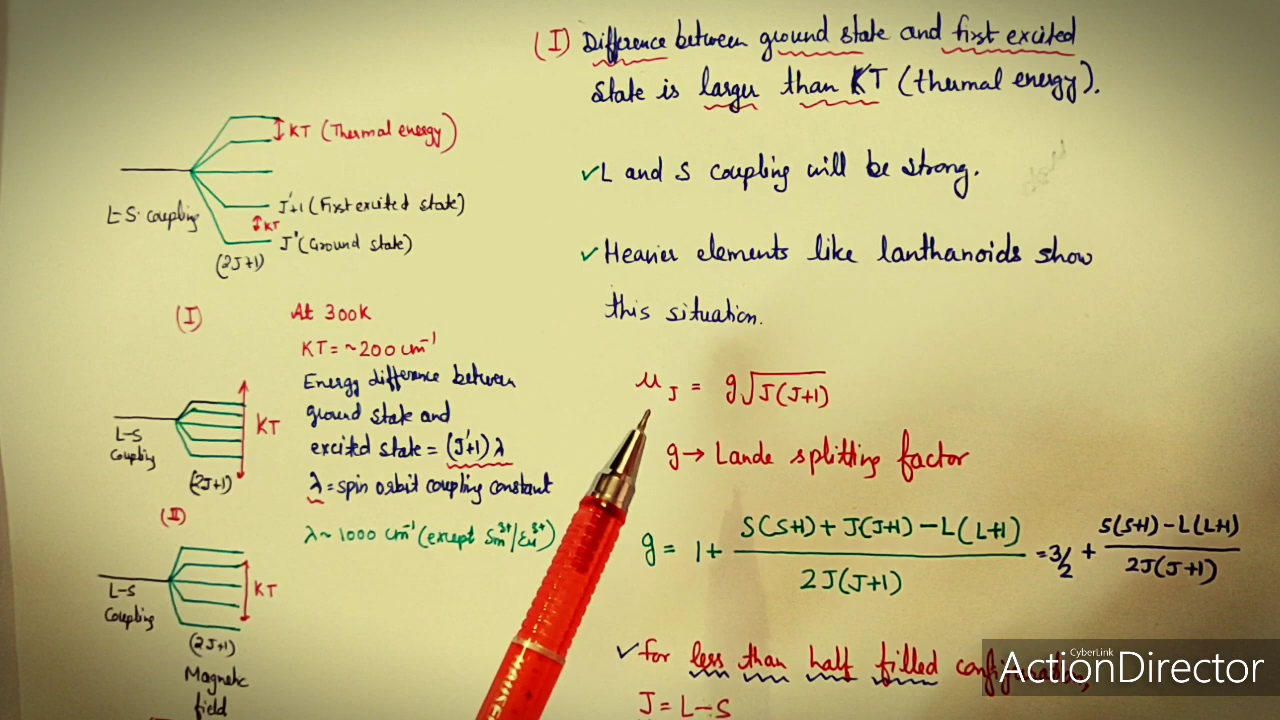 (I) Difference between ground state and first excited
state is larger than KT (thermal energy).
✓L and S coupling will be strong.
✓Heavier elements like lanthanoids show
this situation.
μJ = g√J(J+1)
g→ Lande splitting factor
g = 1+ S(S+1)+J(J+1)-L(L+1) / 2J(J+1) = 3/2 + S(S+1)-L(L+1) / 2J(J+1)
✓for less than half filled
J = L-S
KT (Thermal energy)
J'+1 (First excited state)
KT
L-S coupling
J' (Ground state)
(2J+1)
(I)
At 300K
KT = ~200 cm⁻¹
Energy difference between
ground state and
excited state = (J'+1) λ
λ = spin orbit coupling constant
λ ~ 1000 cm⁻¹ (except Sm³⁺/Eu³⁺)
KT
L-S
Coupling
(2J+1)
(II)
KT
L-S
Coupling
(2J+1)
Magnetic
field
CyberLink
ActionDirector